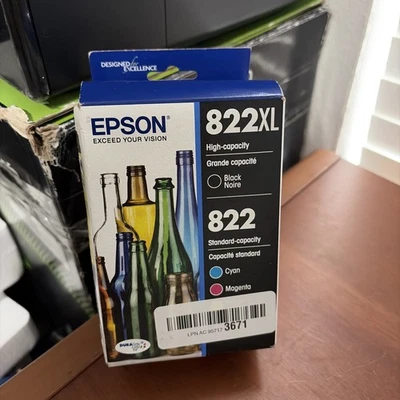 DESIGNED for EXCELLENCE
EPSON®
EXCEED YOUR VISION
822XL
High-capacity
Grande capacité
Black
Noire
822
Standard-capacity
Capacité standard
Cyan
Magenta
3671
DURA